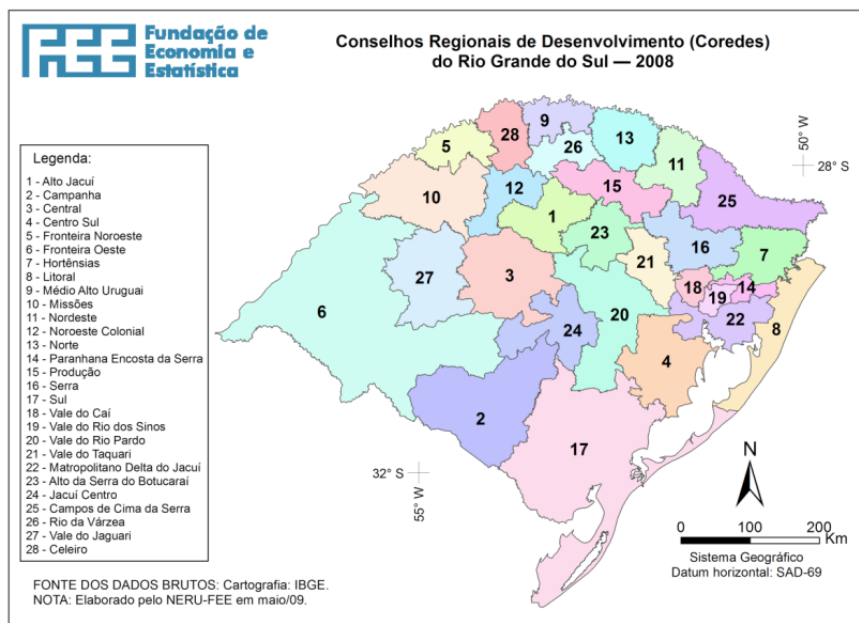 FEE
Fundação de
Economia e
Estatística
Conselhos Regionais de Desenvolvimento (Coredes)
do Rio Grande do Sul — 2008
Legenda:
1 - Alto Jacuí
2 - Campanha
3 - Central
4 - Centro Sul
5 - Fronteira Noroeste
6 - Fronteira Oeste
7 - Hortênsias
8 - Litoral
9 - Médio Alto Uruguai
10 - Missões
11 - Nordeste
12 - Noroeste Colonial
13 - Norte
14 - Paranhana Encosta da Serra
15 - Produção
16 - Serra
17 - Sul
18 - Vale do Caí
19 - Vale do Rio dos Sinos
20 - Vale do Rio Pardo
21 - Vale do Taquari
22 - Matropolitano Delta do Jacuí
23 - Alto da Serra do Botucaraí
24 - Jacuí Centro
25 - Campos de Cima da Serra
26 - Rio da Várzea
27 - Vale do Jaguari
28 - Celeiro
50° W
28° S
9
28
13
5
26
11
12
15
10
25
1
23
16
7
21
27
3
18
14
19
6
20
22
24
8
4
2
17
32° S
55° W
N
0 100 200
Km
Sistema Geográfico
Datum horizontal: SAD-69
FONTE DOS DADOS BRUTOS: Cartografia: IBGE.
NOTA: Elaborado pelo NERU-FEE em maio/09.